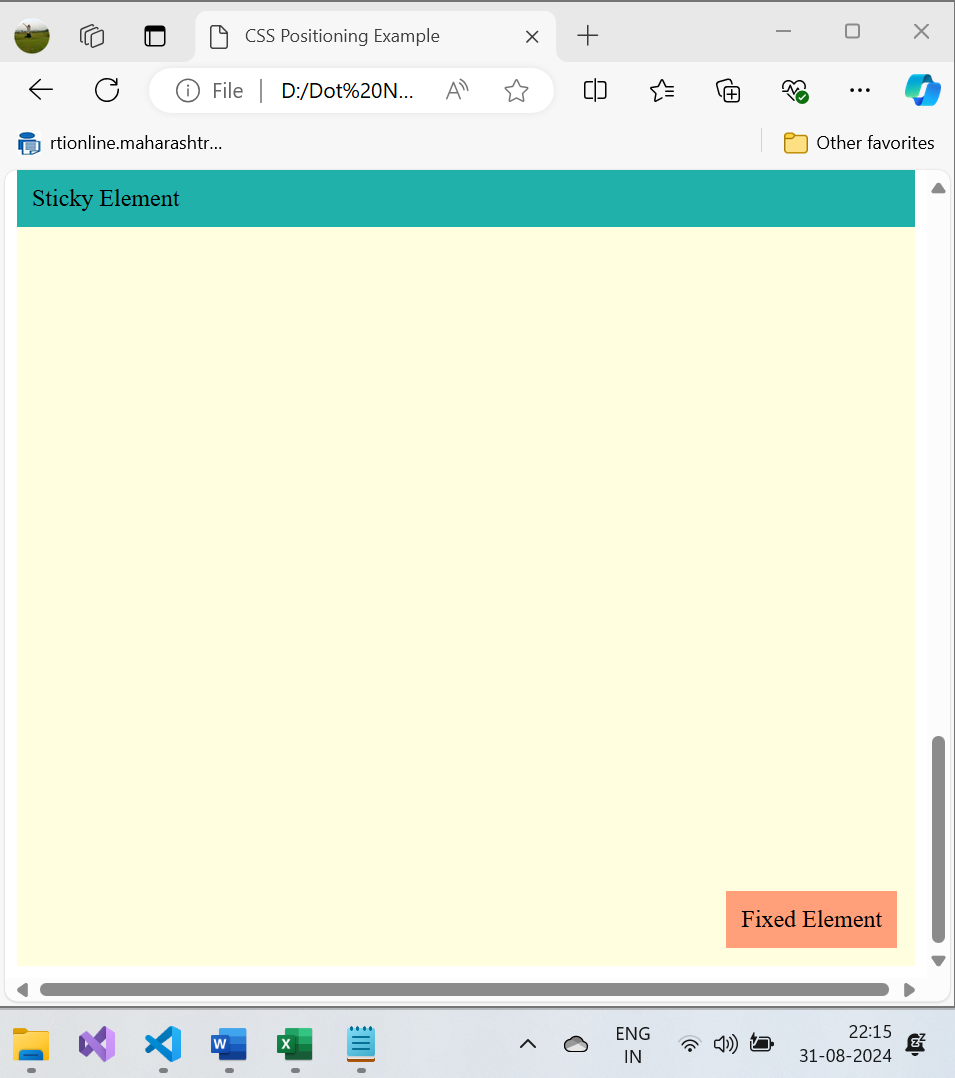 CSS Positioning Example
File
D:/Dot%20N...
rtionline.maharashtr...
Other favorites
Sticky Element
Fixed Element
ENG
IN
22:15
31-08-2024